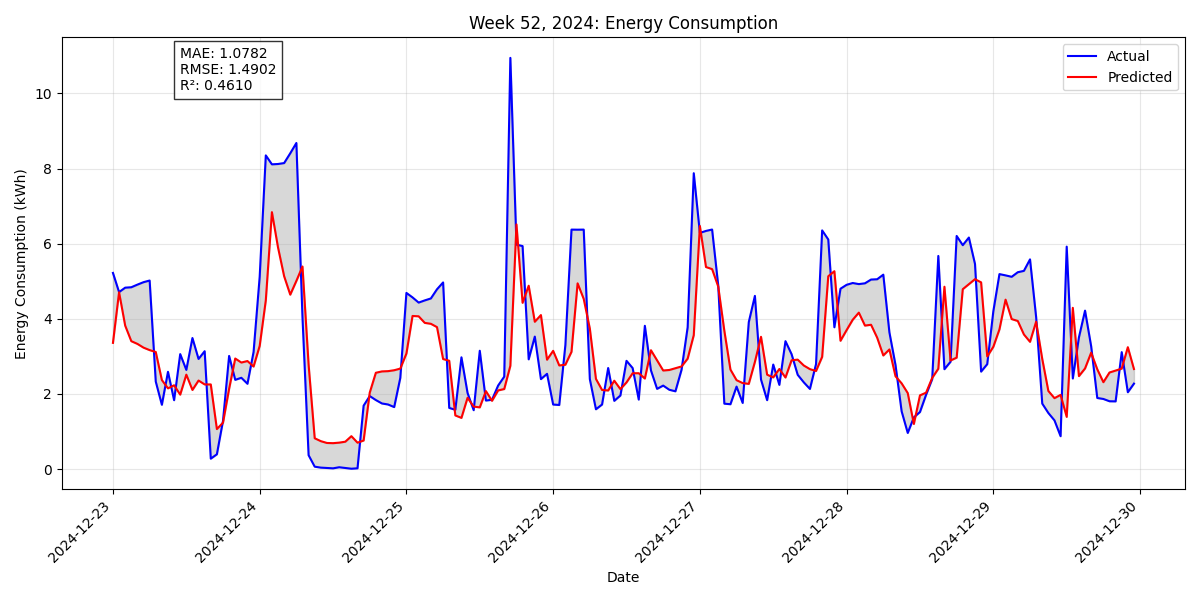 Week 52, 2024: Energy Consumption
MAE: 1.0782
RMSE: 1.4902
R²: 0.4610
Actual
Predicted
Energy Consumption (kWh)
10
8
6
4
2
0
2024-12-23
2024-12-24
2024-12-25
2024-12-26
2024-12-27
2024-12-28
2024-12-29
2024-12-30
Date